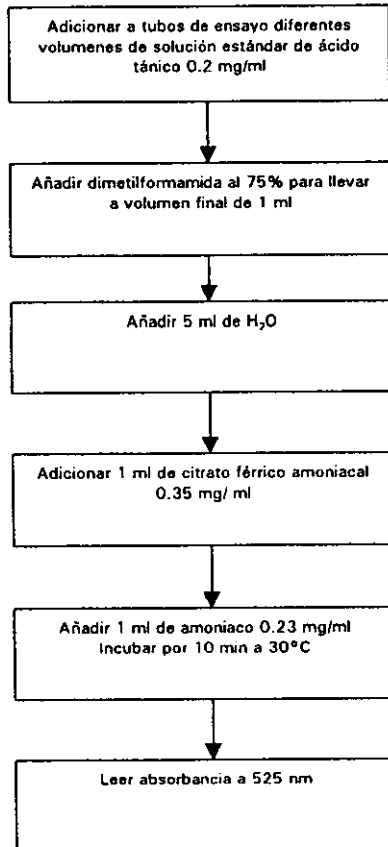 Adicionar a tubos de ensayo diferentes
volumenes de solución estándar de ácido
tánico 0.2 mg/ml
Añadir dimetilformamida al 75% para llevar
a volumen final de 1 ml
Añadir 5 ml de H₂O
Adicionar 1 ml de citrato férrico amoniacal
0.35 mg/ ml
Añadir 1 ml de amoniaco 0.23 mg/ml
Incubar por 10 min a 30°C
Leer absorbancia a 525 nm